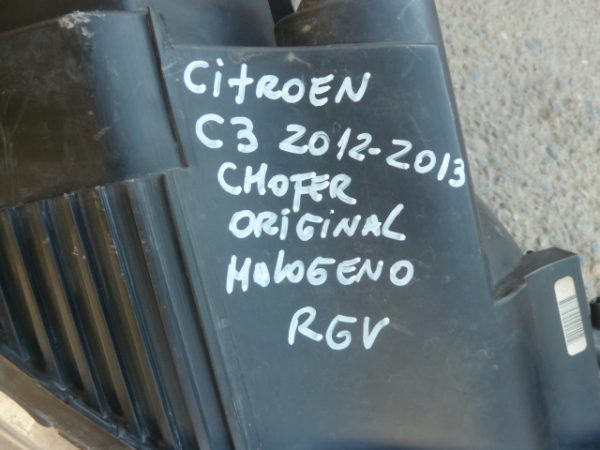 CitROEN
C3 2012-2013
CHOFER
ORiGiNAL
HALOGENO
RGV